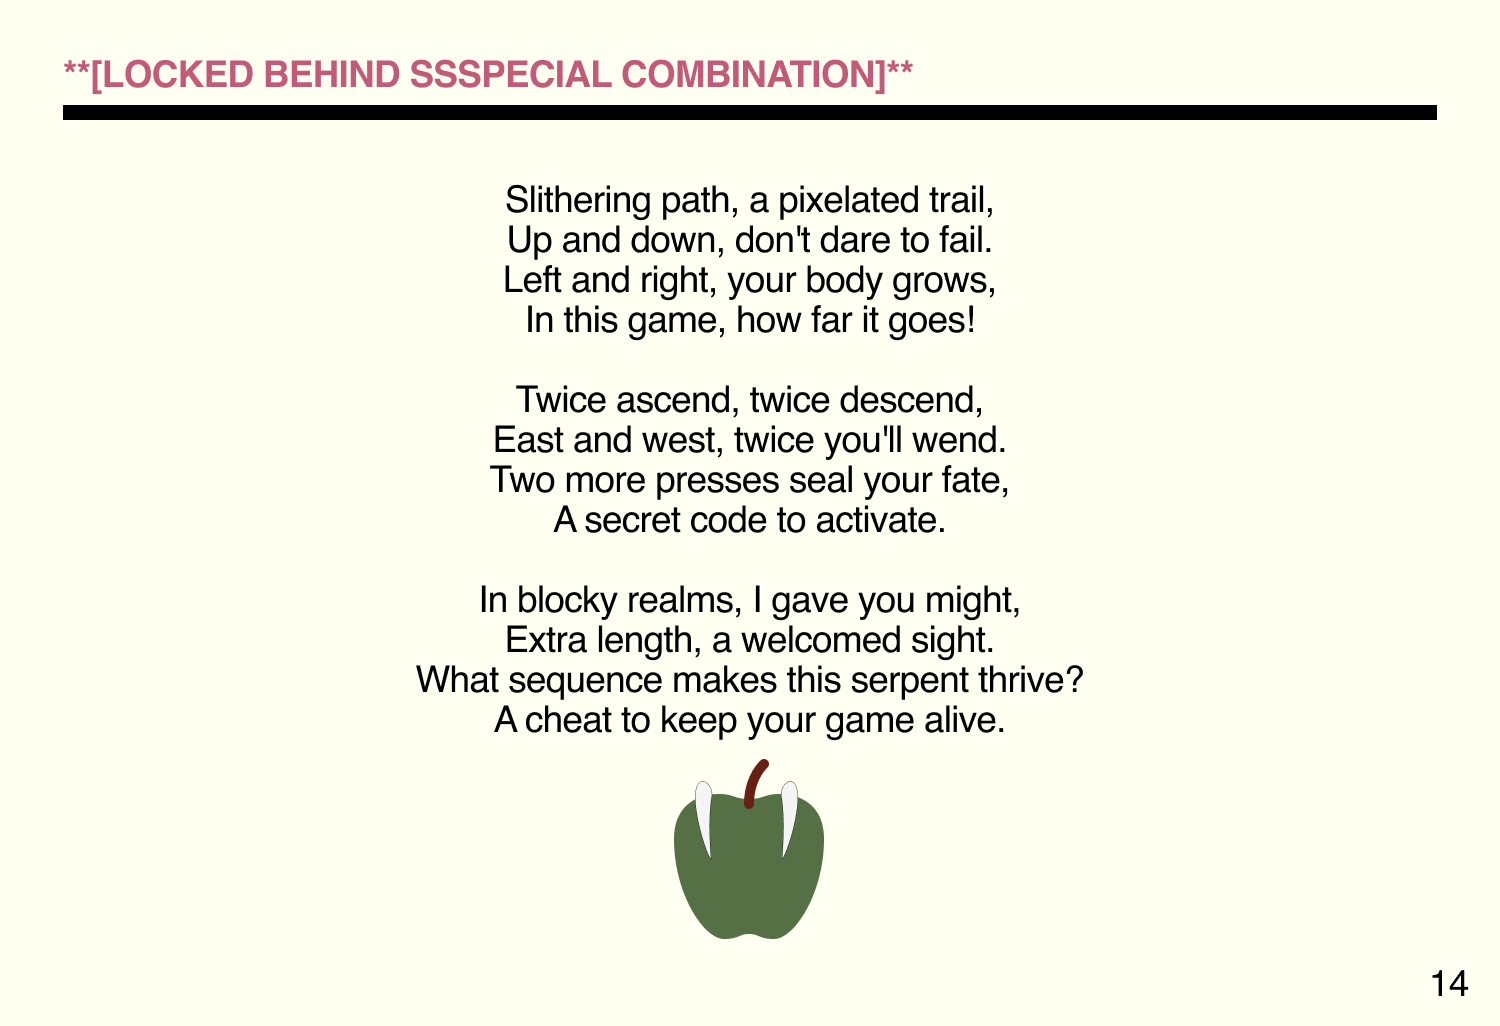 **[LOCKED BEHIND SSSPECIAL COMBINATION]**
Slithering path, a pixelated trail,
Up and down, don't dare to fail.
Left and right, your body grows,
In this game, how far it goes!
Twice ascend, twice descend,
East and west, twice you'll wend.
Two more presses seal your fate,
A secret code to activate.
In blocky realms, I gave you might,
Extra length, a welcomed sight.
What sequence makes this serpent thrive?
A cheat to keep your game alive.
14